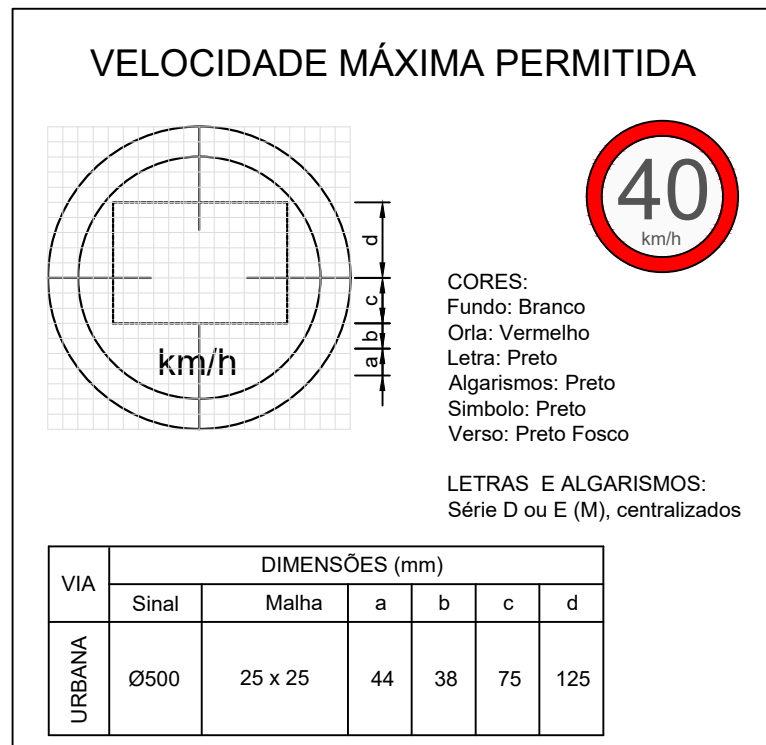 VELOCIDADE MÁXIMA PERMITIDA
40
km/h
d
c
b
a
km/h
CORES:
Fundo: Branco
Orla: Vermelho
Letra: Preto
Algarismos: Preto
Simbolo: Preto
Verso: Preto Fosco
LETRAS E ALGARISMOS:
Série D ou E (M), centralizados
VIA
DIMENSÕES (mm)
Sinal Malha a b c d
URBANA
Ø500 25 x 25 44 38 75 125